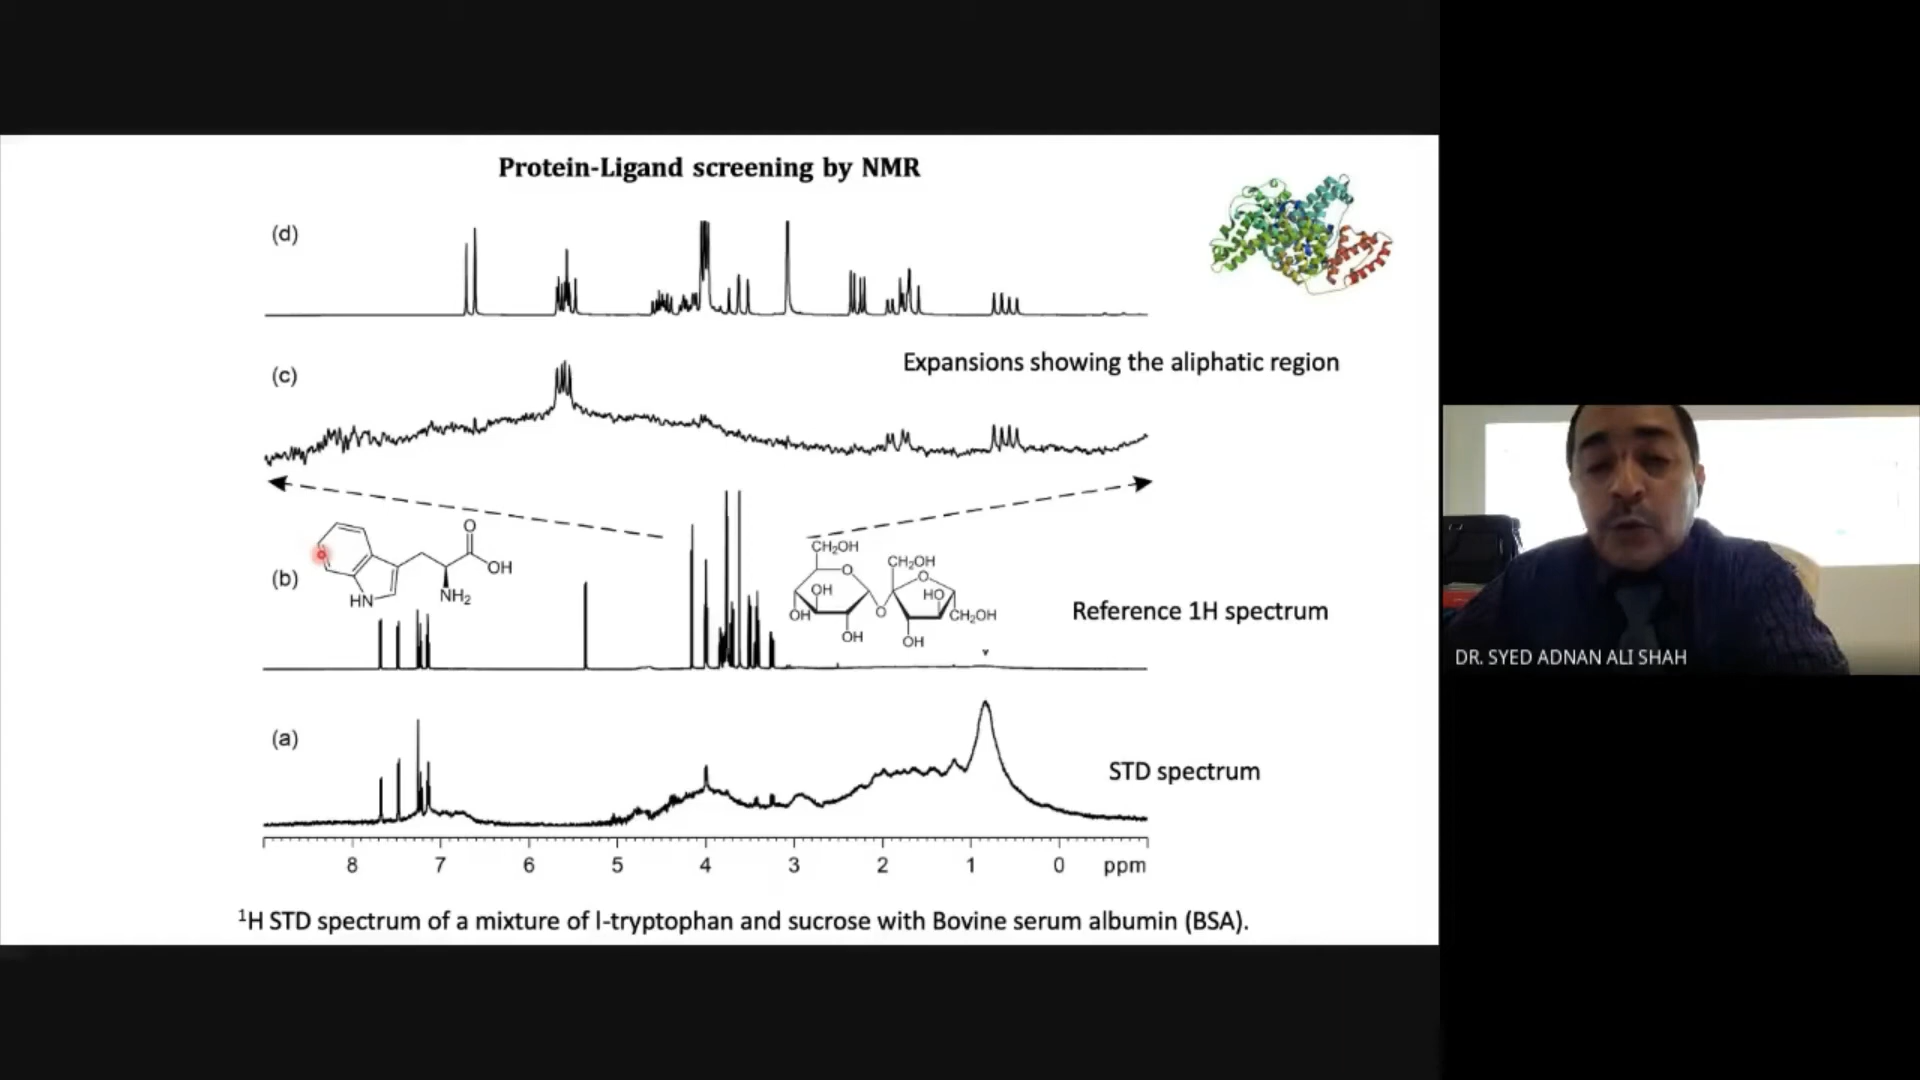 Protein-Ligand screening by NMR
(d)
(c)
Expansions showing the aliphatic region
(b)
O
OH
NH₂
HN
CH₂OH
O
OH
OH
OH
O
CH₂OH
O
HO
CH₂OH
OH
Reference 1H spectrum
(a)
STD spectrum
8 7 6 5 4 3 2 1 0 ppm
¹H STD spectrum of a mixture of l-tryptophan and sucrose with Bovine serum albumin (BSA).
DR. SYED ADNAN ALI SHAH